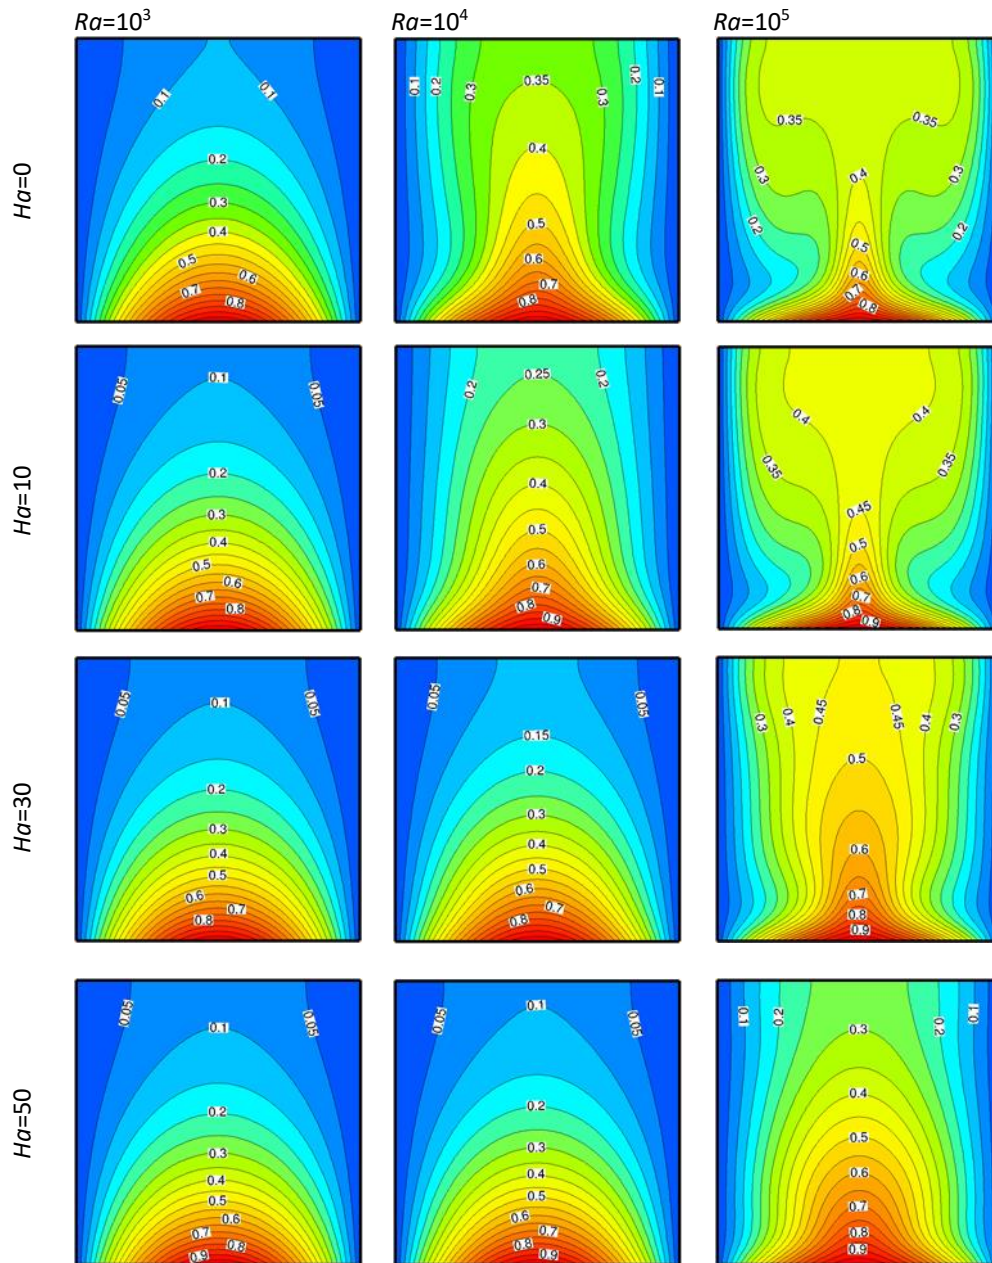 Ra=10³ Ra=10⁴ Ra=10⁵
Ha=0
0.1 0.1 0.2 0.3 0.4 0.5 0.6 0.7 0.8
0.1 0.2 0.3 0.35 0.3 0.2 0.1 0.4 0.5 0.6 0.7 0.8
0.35 0.35 0.3 0.4 0.3 0.2 0.5 0.2 0.6 0.7 0.8
Ha=10
0.05 0.1 0.05 0.2 0.3 0.4 0.5 0.6 0.7 0.8
0.2 0.25 0.2 0.3 0.4 0.5 0.6 0.7 0.8 0.9
0.4 0.4 0.35 0.35 0.45 0.5 0.6 0.7 0.8 0.9
Ha=30
0.05 0.1 0.05 0.2 0.3 0.4 0.5 0.6 0.7 0.8
0.05 0.05 0.15 0.2 0.3 0.4 0.5 0.6 0.7 0.8
0.3 0.4 0.45 0.45 0.4 0.3 0.5 0.6 0.7 0.8 0.9
Ha=50
0.05 0.1 0.05 0.2 0.3 0.4 0.5 0.6 0.7 0.8 0.9
0.05 0.1 0.05 0.2 0.3 0.4 0.5 0.6 0.7 0.8 0.9
0.1 0.2 0.3 0.2 0.1 0.4 0.5 0.6 0.7 0.8 0.9